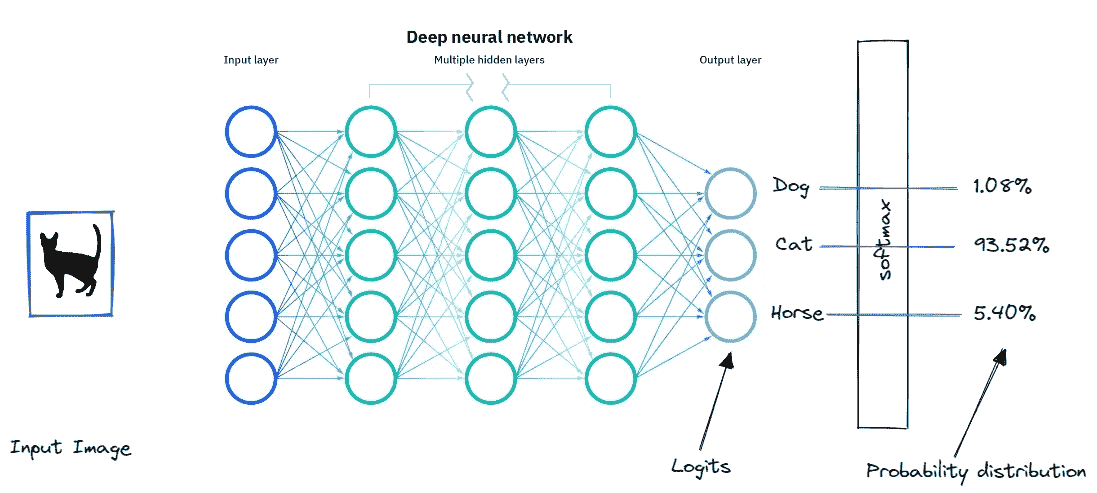 Deep neural network
Input layer
Multiple hidden layers
Output layer
Dog
1.08%
Cat
93.52%
Horse
5.40%
softmax
Input Image
Logits
Probability distribution